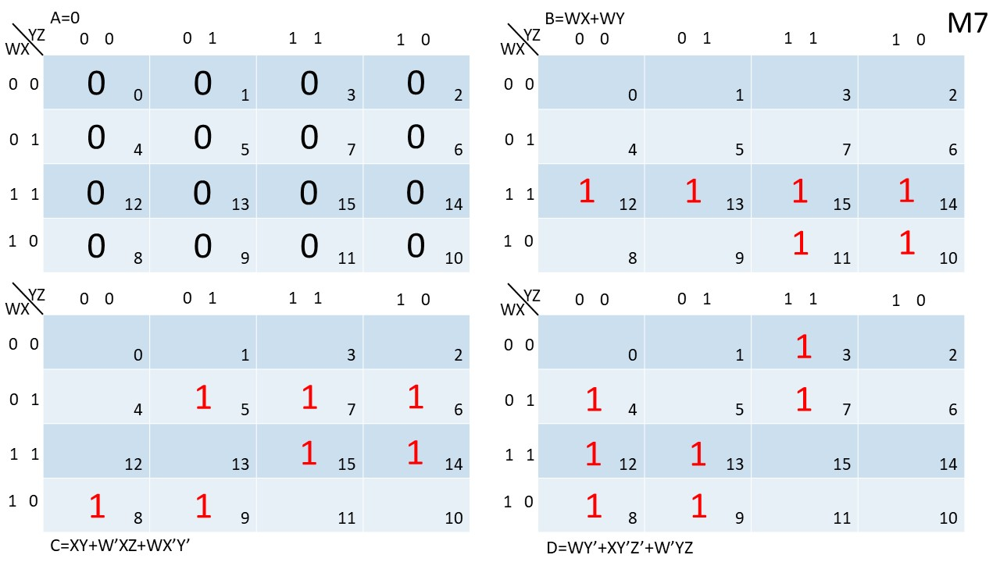 A=0
YZ
WX
0 0 0 1 1 1 1 0
0 0 0 0 0 1 0 3 0 2
0 1 0 4 0 5 0 7 0 6
1 1 0 12 0 13 0 15 0 14
1 0 0 8 0 9 0 11 0 10
B=WX+WY
M7
YZ
WX
0 0 0 1 1 1 1 0
0 0 0 1 3 2
0 1 4 5 7 6
1 1 1 12 1 13 1 15 1 14
1 0 8 9 1 11 1 10
YZ
WX
0 0 0 1 1 1 1 0
0 0 0 1 3 2
0 1 4 1 5 1 7 1 6
1 1 12 13 1 15 1 14
1 0 1 8 1 9 11 10
C=XY+W’XZ+WX’Y’
YZ
WX
0 0 0 1 1 1 1 0
0 0 0 1 1 3 2
0 1 1 4 5 1 7 6
1 1 1 12 1 13 15 14
1 0 1 8 1 9 11 10
D=WY’+XY’Z’+W’YZ